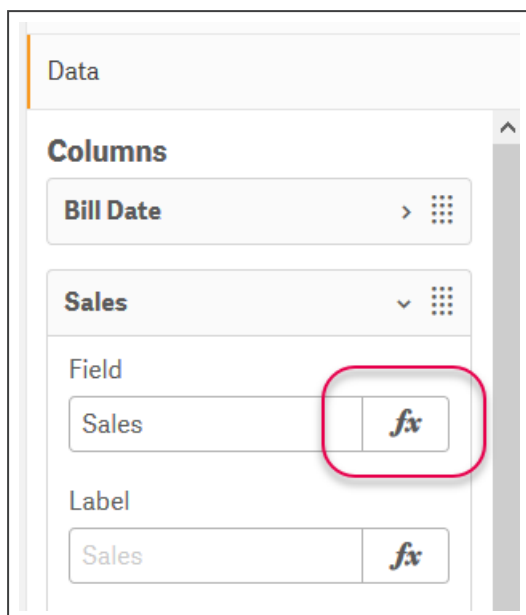 Data
Columns
Bill Date
Sales
Field
Sales fx
Label
Sales fx